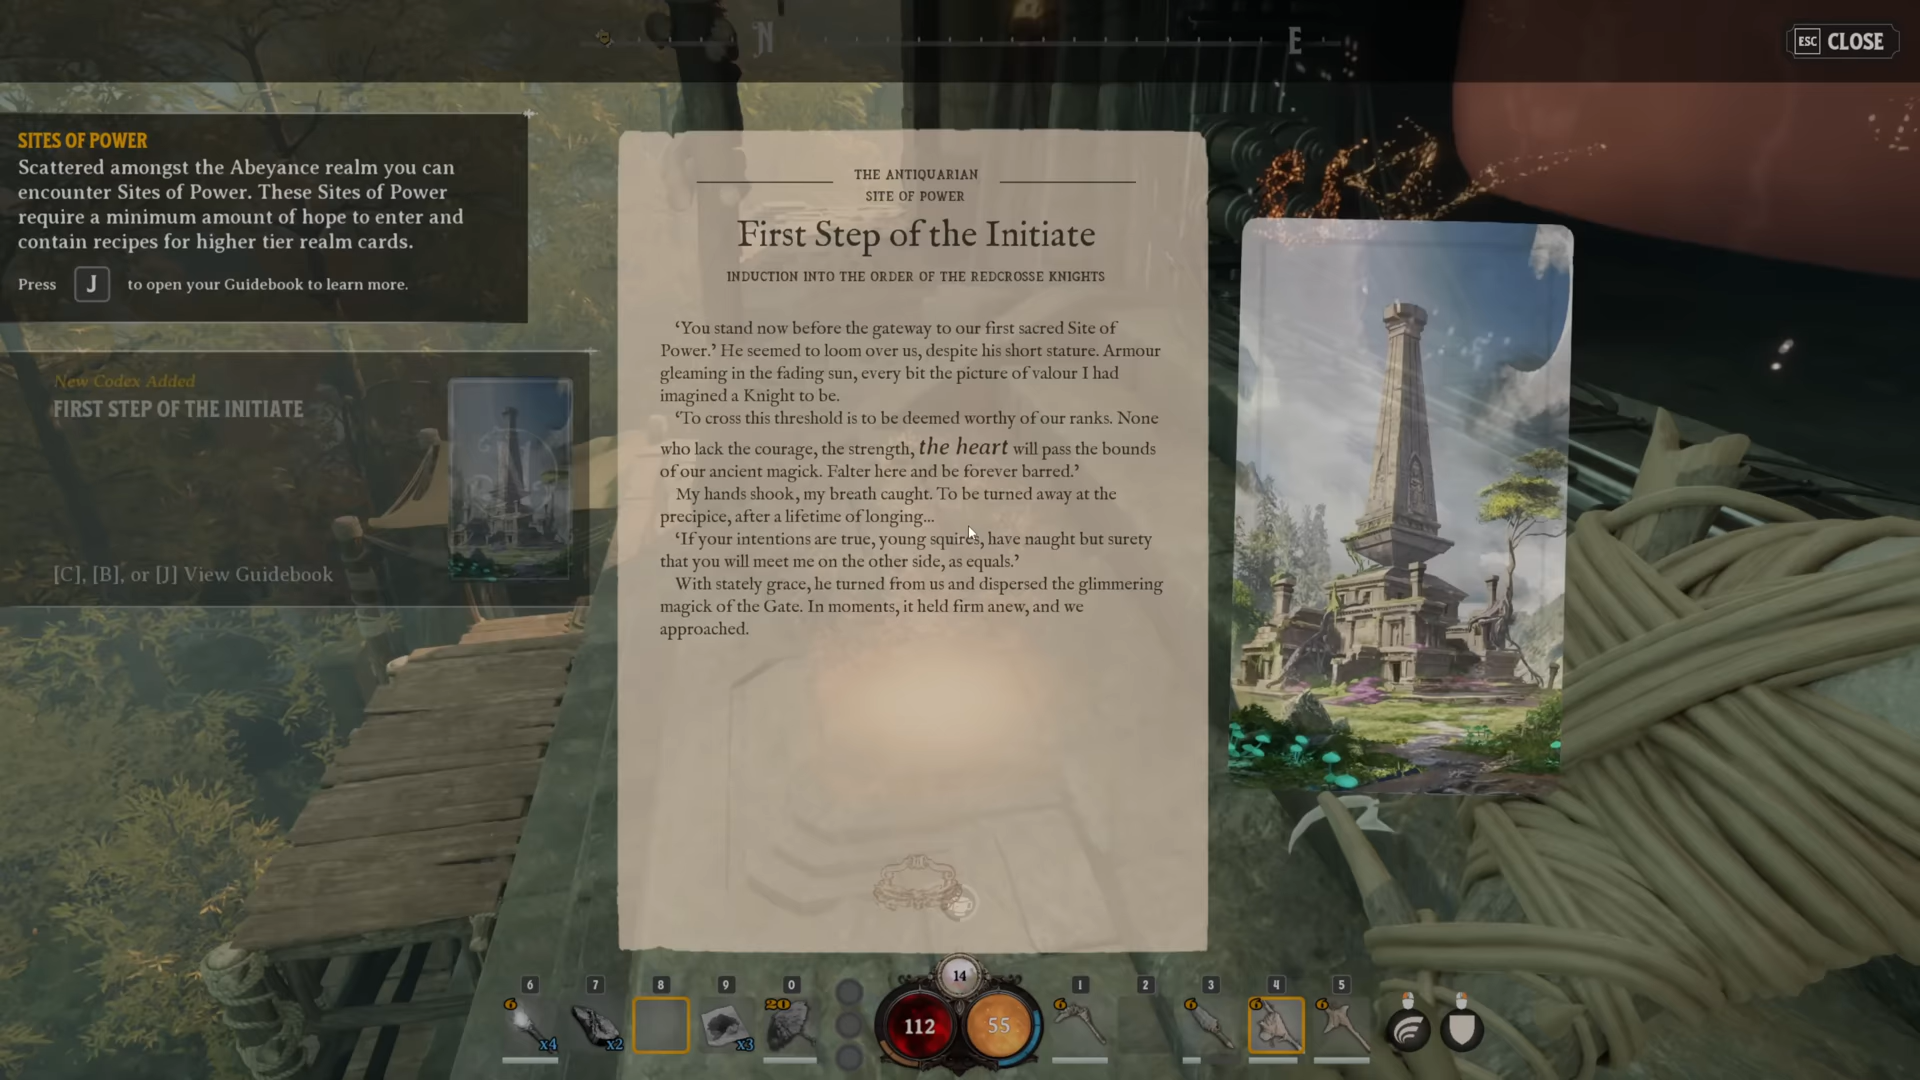 N
E
ESC CLOSE
SITES OF POWER
Scattered amongst the Abeyance realm you can
encounter Sites of Power. These Sites of Power
require a minimum amount of hope to enter and
contain recipes for higher tier realm cards.
Press J to open your Guidebook to learn more.
New Codex Added
FIRST STEP OF THE INITIATE
[C], [B], or [J] View Guidebook
THE ANTIQUARIAN
SITE OF POWER
First Step of the Initiate
INDUCTION INTO THE ORDER OF THE REDCROSSE KNIGHTS
‘You stand now before the gateway to our first sacred Site of
Power.’ He seemed to loom over us, despite his short stature. Armour
gleaming in the fading sun, every bit the picture of valour I had
imagined a Knight to be.
‘To cross this threshold is to be deemed worthy of our ranks. None
who lack the courage, the strength, the heart will pass the bounds
of our ancient magick. Falter here and be forever barred.’
My hands shook, my breath caught. To be turned away at the
precipice, after a lifetime of longing...
‘If your intentions are true, young squires, have naught but surety
that you will meet me on the other side, as equals.’
With stately grace, he turned from us and dispersed the glimmering
magick of the Gate. In moments, it held firm anew, and we
approached.
6 7 8 9 0 14 1 2 3 4 5
6 20 6 6 6 6
112 55
x4 x2 x3